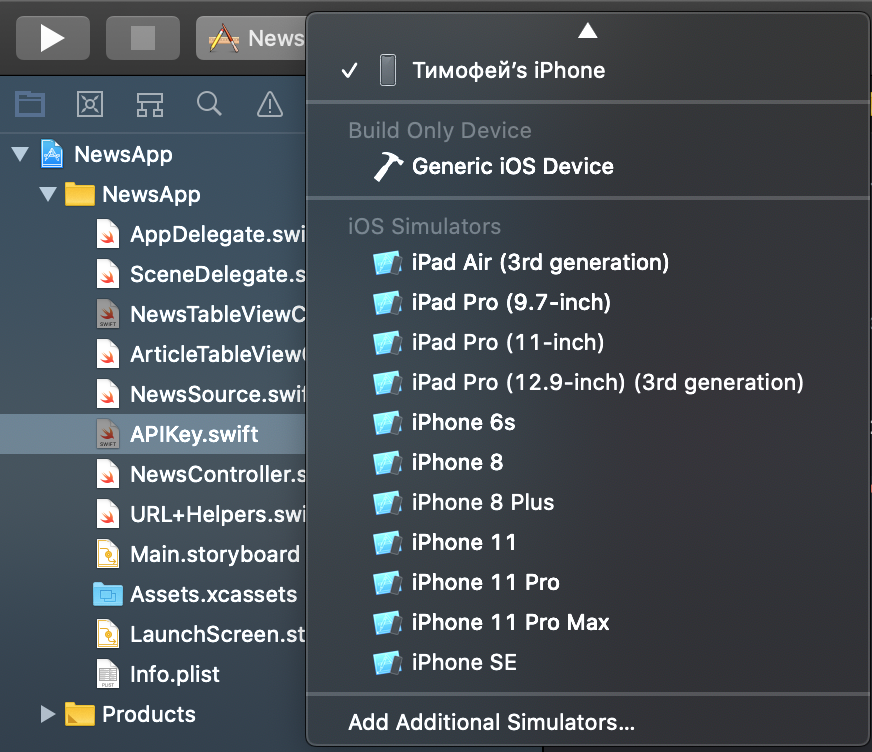 News
Тимофей's iPhone
Build Only Device
Generic iOS Device
iOS Simulators
iPad Air (3rd generation)
iPad Pro (9.7-inch)
iPad Pro (11-inch)
iPad Pro (12.9-inch) (3rd generation)
iPhone 6s
iPhone 8
iPhone 8 Plus
iPhone 11
iPhone 11 Pro
iPhone 11 Pro Max
iPhone SE
Add Additional Simulators...
NewsApp
NewsApp
AppDelegate.swi
SceneDelegate.s
NewsTableViewC
ArticleTableView
NewsSource.swif
APIKey.swift
NewsController.s
URL+Helpers.swi
Main.storyboard
Assets.xcassets
LaunchScreen.st
Info.plist
Products